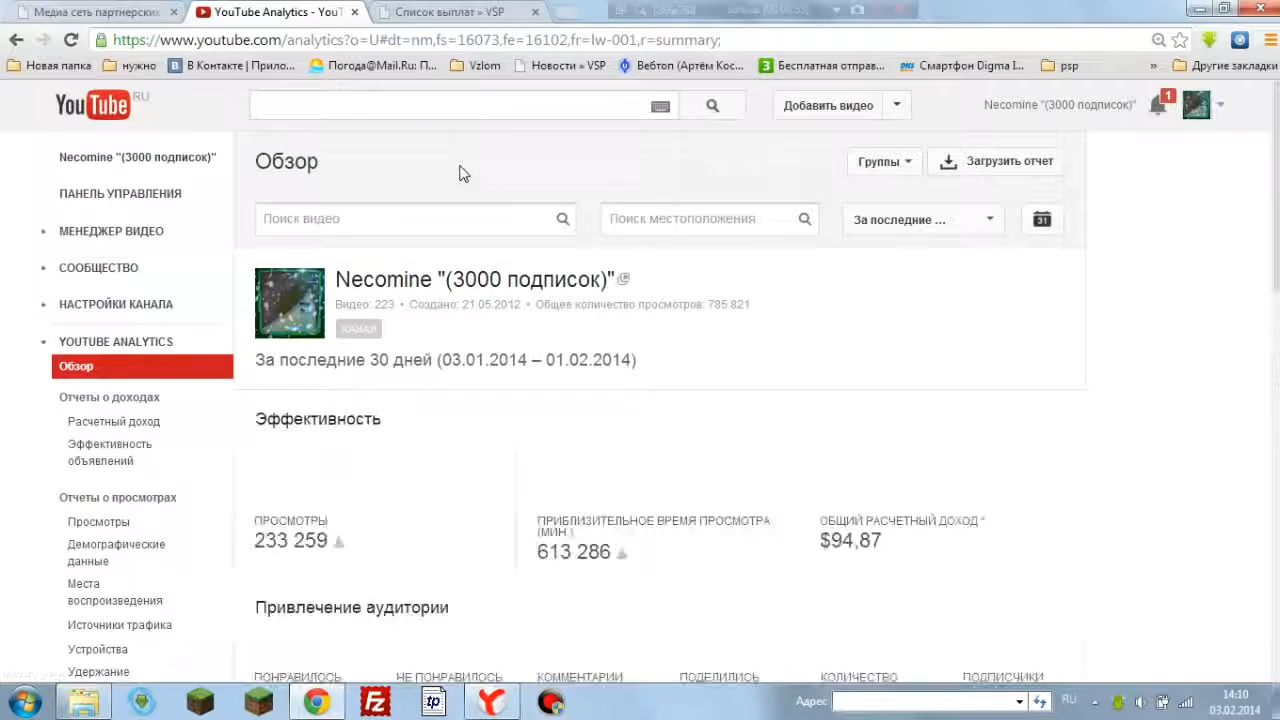 Медиа сеть партнерских
YouTube Analytics - YouT
Список выплат » VSP
https://www.youtube.com/analytics?o=U#dt=nm,fs=16073,fe=16102,fr=lw-001,r=summary;
Новая папка
нужно
В Контакте | Прило...
Погода@Mail.Ru: П...
Vzlom
Новости » VSP
Вебтоп (Артём Кос...
Бесплатная отправ...
Смартфон Digma I...
psp
»
Другие закладки
YouTube RU
Добавить видео
Necomine "(3000 подписок)"
1
Necomine "(3000 подписок)"
ПАНЕЛЬ УПРАВЛЕНИЯ
МЕНЕДЖЕР ВИДЕО
СООБЩЕСТВО
НАСТРОЙКИ КАНАЛА
YOUTUBE ANALYTICS
Обзор
Отчеты о доходах
Расчетный доход
Эффективность
объявлений
Отчеты о просмотрах
Просмотры
Демографические
данные
Места
воспроизведения
Источники трафика
Устройства
Удержание
Обзор
Группы
Загрузить отчет
Поиск видео
Поиск местоположения
За последние ...
31
Necomine "(3000 подписок)"
Видео: 223 • Создано: 21.05.2012 • Общее количество просмотров: 785 821
КАНАЛ
За последние 30 дней (03.01.2014 – 01.02.2014)
Эффективность
ПРОСМОТРЫ
233 259
ПРИБЛИЗИТЕЛЬНОЕ ВРЕМЯ ПРОСМОТРА
(МИН.)
613 286
ОБЩИЙ РАСЧЕТНЫЙ ДОХОД *
$94,87
Привлечение аудитории
ПОНРАВИЛОСЬ
НЕ ПОНРАВИЛОСЬ
КОММЕНТАРИИ
ПОДЕЛИЛИСЬ
КОЛИЧЕСТВО
ПОДПИСЧИКИ
Адрес
RU
14:10
03.02.2014